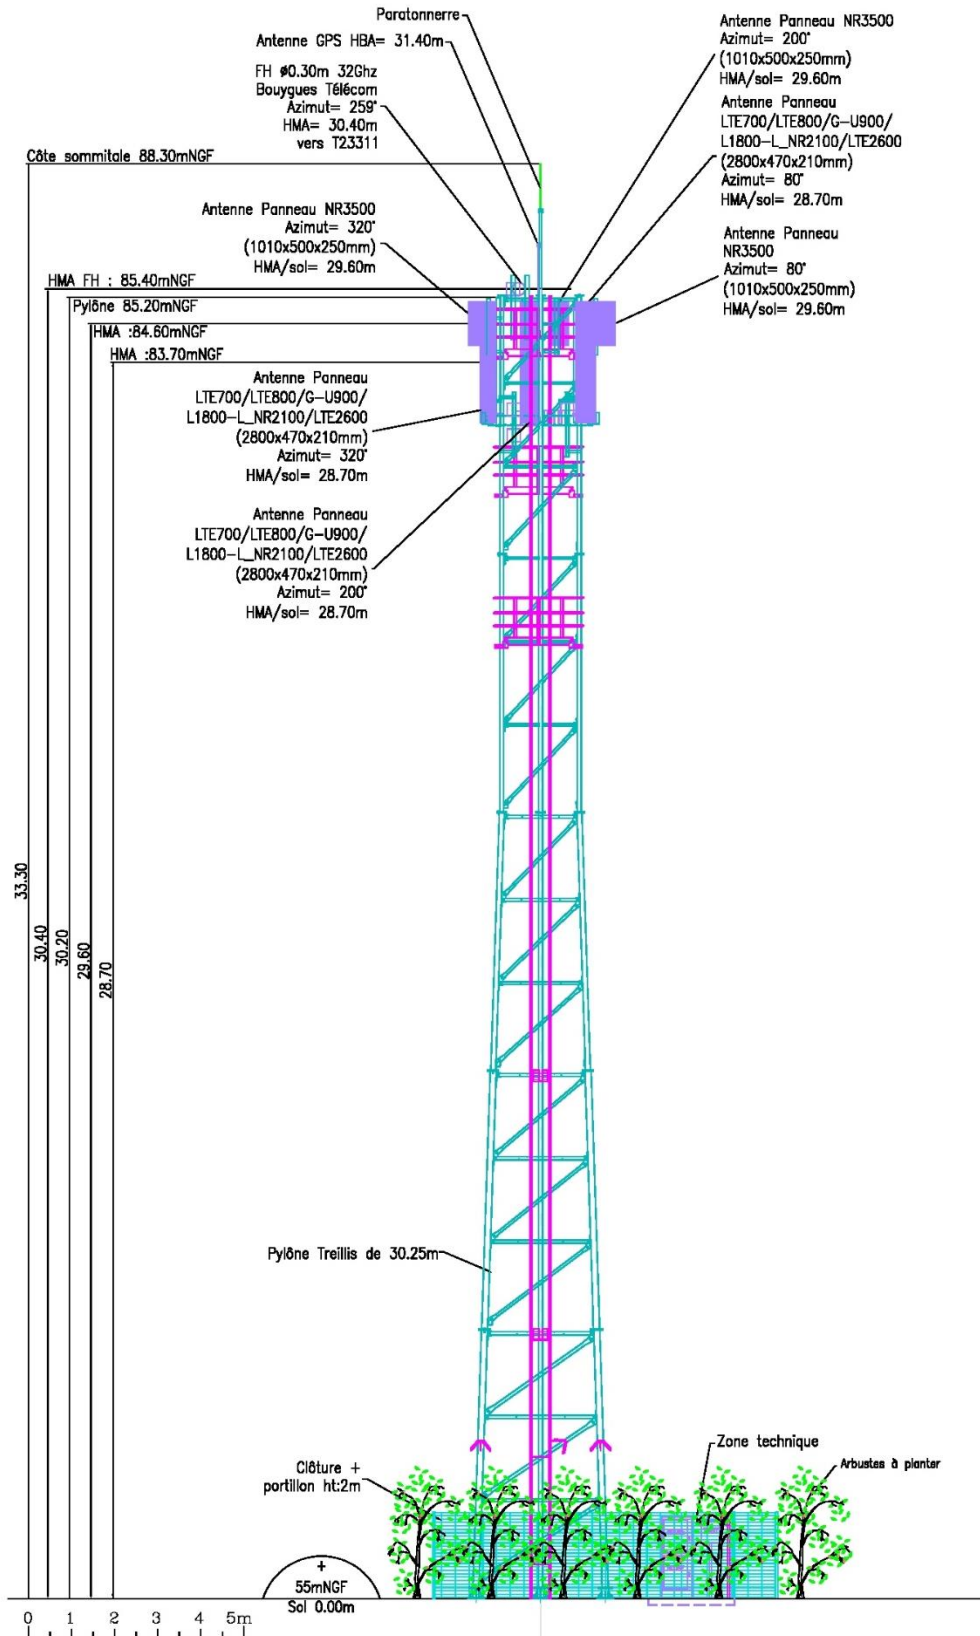 Paratonnerre
Antenne GPS HBA= 31.40m
FH ø0.30m 32Ghz
Bouygues Télécom
Azimut= 259°
HMA= 30.40m
vers T23311
Antenne Panneau NR3500
Azimut= 200°
(1010x500x250mm)
HMA/sol= 29.60m
Antenne Panneau
LTE700/LTE800/G-U900/
L1800-L_NR2100/LTE2600
(2800x470x210mm)
Azimut= 80°
HMA/sol= 28.70m
Côte sommitale 88.30mNGF
Antenne Panneau NR3500
Azimut= 320°
(1010x500x250mm)
HMA/sol= 29.60m
Antenne Panneau
NR3500
Azimut= 80°
(1010x500x250mm)
HMA/sol= 29.60m
HMA FH : 85.40mNGF
Pylône 85.20mNGF
HMA :84.60mNGF
HMA :83.70mNGF
Antenne Panneau
LTE700/LTE800/G-U900/
L1800-L_NR2100/LTE2600
(2800x470x210mm)
Azimut= 320°
HMA/sol= 28.70m
Antenne Panneau
LTE700/LTE800/G-U900/
L1800-L_NR2100/LTE2600
(2800x470x210mm)
Azimut= 200°
HMA/sol= 28.70m
33.30
30.40
30.20
29.60
28.70
Pylône Treillis de 30.25m
Zone technique
Arbustes à planter
Clôture +
portillon ht:2m
+
55mNGF
Sol 0.00m
0 1 2 3 4 5m